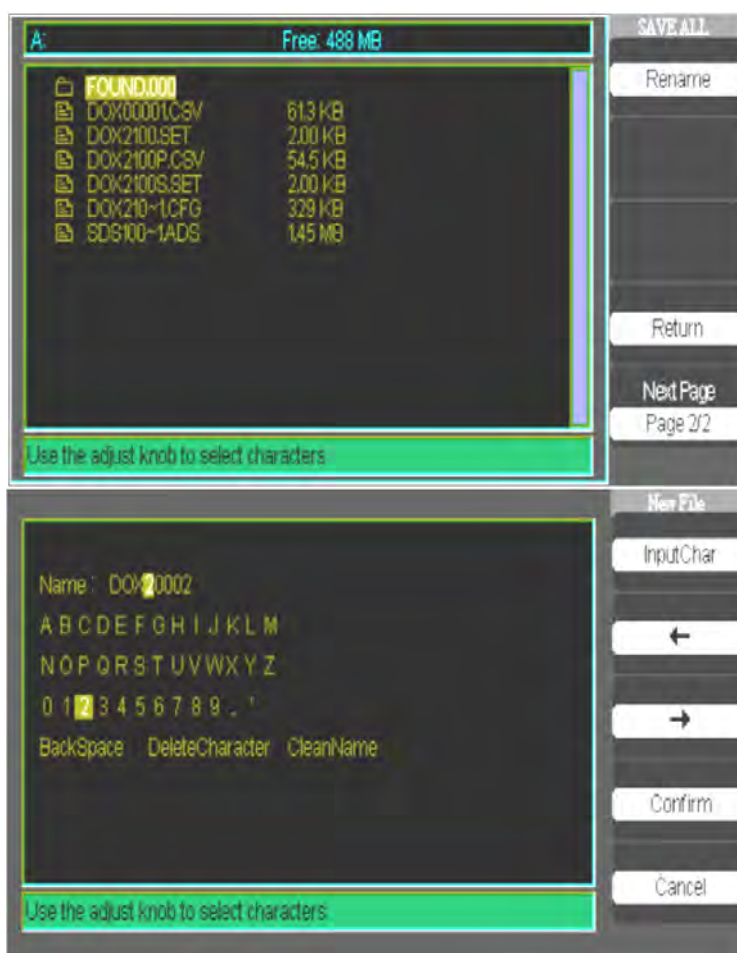 SAVE ALL
A: Free: 488 MB
Rename
FOUND.000
DOX00001.CSV 61.3 KB
DOX2100.SET 2.00 KB
DOX2100P.CSV 54.5 KB
DOX2100S.SET 2.00 KB
DOX210~1.CFG 329 KB
SDS100~1.ADS 1.45 MB
Return
Next Page
Page 2/2
Use the adjust knob to select characters
New File
InputChar
Name : DOX20002
A B C D E F G H I J K L M
←
N O P Q R S T U V W X Y Z
0 1 2 3 4 5 6 7 8 9 _ '
→
BackSpace DeleteCharacter CleanName
Confirm
Cancel
Use the adjust knob to select characters